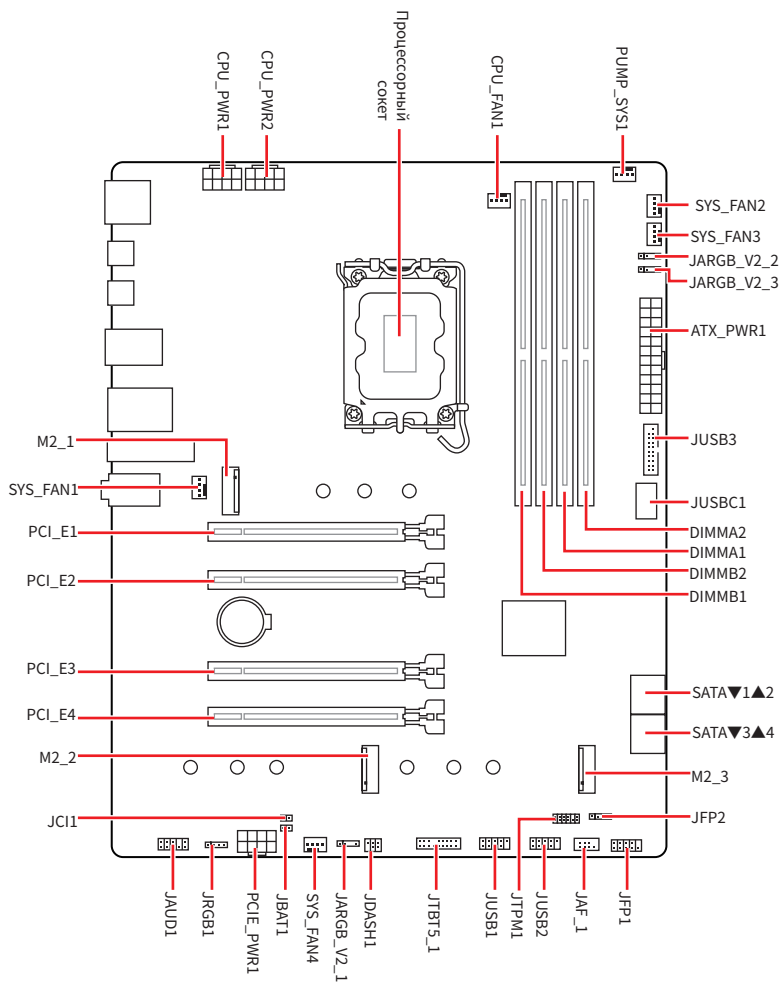 CPU_PWR1
CPU_PWR2
Процессорный
сокет
CPU_FAN1
PUMP_SYS1
SYS_FAN2
SYS_FAN3
JARGB_V2_2
JARGB_V2_3
ATX_PWR1
JUSB3
JUSBC1
DIMMA2
DIMMA1
DIMMB2
DIMMB1
SATA▼1▲2
SATA▼3▲4
M2_3
JFP2
M2_1
SYS_FAN1
PCI_E1
PCI_E2
PCI_E3
PCI_E4
M2_2
JCI1
JAUD1
JRGB1
PCIE_PWR1
JBAT1
SYS_FAN4
JARGB_V2_1
JDASH1
JTBT5_1
JUSB1
JTPM1
JUSB2
JAF_1
JFP1